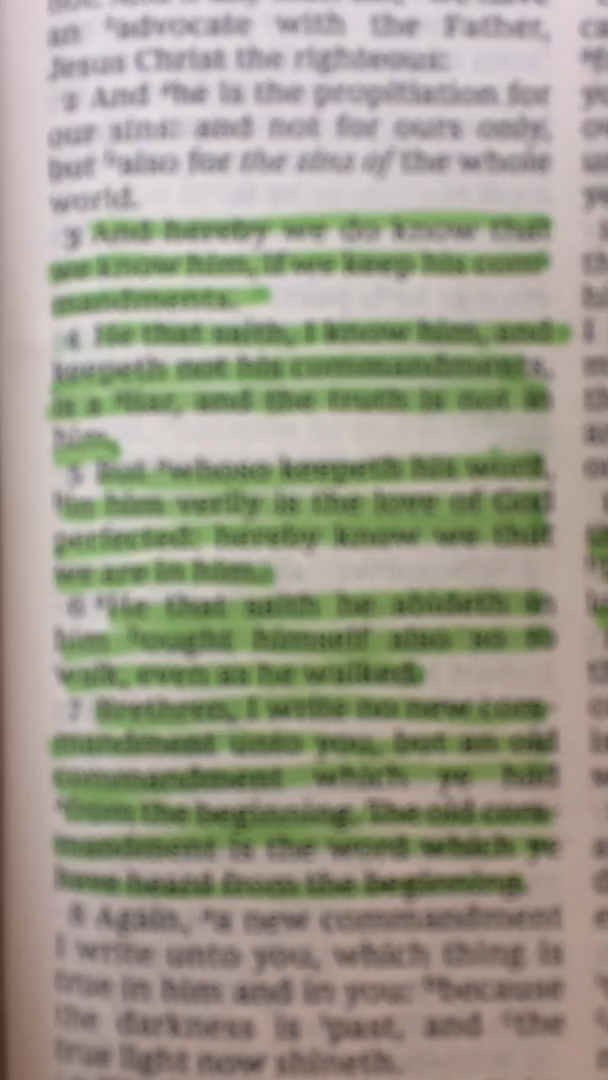 an advocate with the Father,
Jesus Christ the righteous:
2 And he is the propitiation for
our sins: and not for ours only,
but also for the sins of the whole
world.
3 And hereby we do know that
we know him, if we keep his com-
mandments.
4 He that saith, I know him, and
keepeth not his commandments,
is a liar, and the truth is not in
him.
5 But whoso keepeth his word,
in him verily is the love of God
perfected: hereby know we that
we are in him.
6 He that saith he abideth in
him ought himself also so to
walk, even as he walked.
7 Brethren, I write no new com-
mandment unto you, but an old
commandment which ye had
from the beginning. The old com-
mandment is the word which ye
have heard from the beginning.
8 Again, a new commandment
I write unto you, which thing is
true in him and in you: because
the darkness is past, and the
true light now shineth.